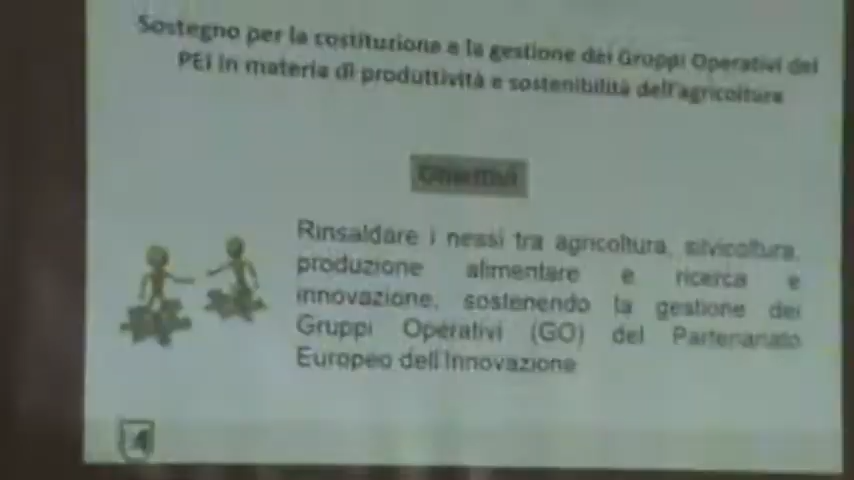 Sostegno per la costituzione e la gestione dei Gruppi Operativi del
PEI in materia di produttività e sostenibilità dell'agricoltura
Obiettivi
Rinsaldare i nessi tra agricoltura, silvicoltura,
produzione alimentare e ricerca e
innovazione, sostenendo la gestione dei
Gruppi Operativi (GO) del Partenariato
Europeo dell'Innovazione
4